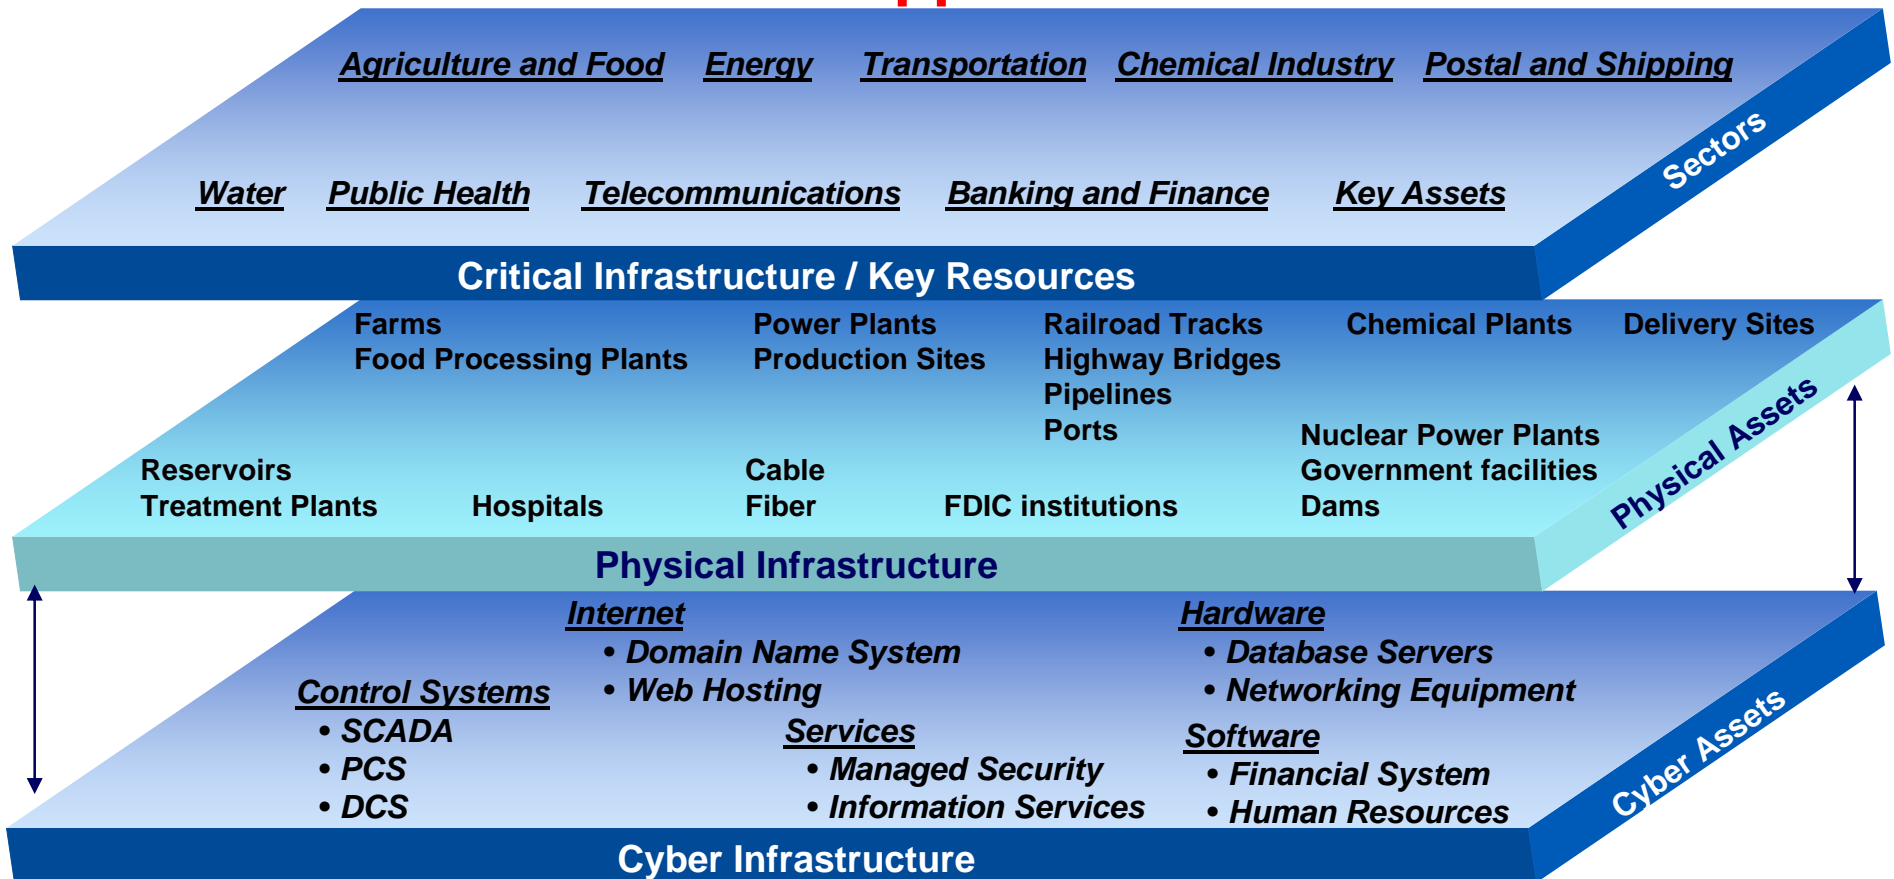 Agriculture and Food Energy Transportation Chemical Industry Postal and Shipping
Sectors
Water Public Health Telecommunications Banking and Finance Key Assets
Critical Infrastructure / Key Resources
Farms Power Plants Railroad Tracks Chemical Plants Delivery Sites
Food Processing Plants Production Sites Highway Bridges
Pipelines
Ports
Nuclear Power Plants
Reservoirs Cable Government facilities
Treatment Plants Hospitals Fiber FDIC institutions Dams
Physical Assets
Physical Infrastructure
Internet
• Domain Name System
• Web Hosting
Hardware
• Database Servers
• Networking Equipment
Control Systems
• SCADA
• PCS
• DCS
Services
• Managed Security
• Information Services
Software
• Financial System
• Human Resources
Cyber Assets
Cyber Infrastructure